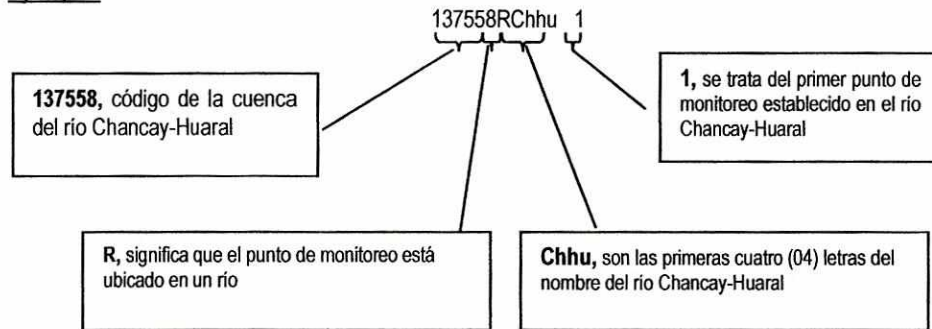 137558RChhu 1
137558, código de la cuenca
del río Chancay-Huaral
1, se trata del primer punto de
monitoreo establecido en el río
Chancay-Huaral
R, significa que el punto de monitoreo está
ubicado en un río
Chhu, son las primeras cuatro (04) letras del
nombre del río Chancay-Huaral